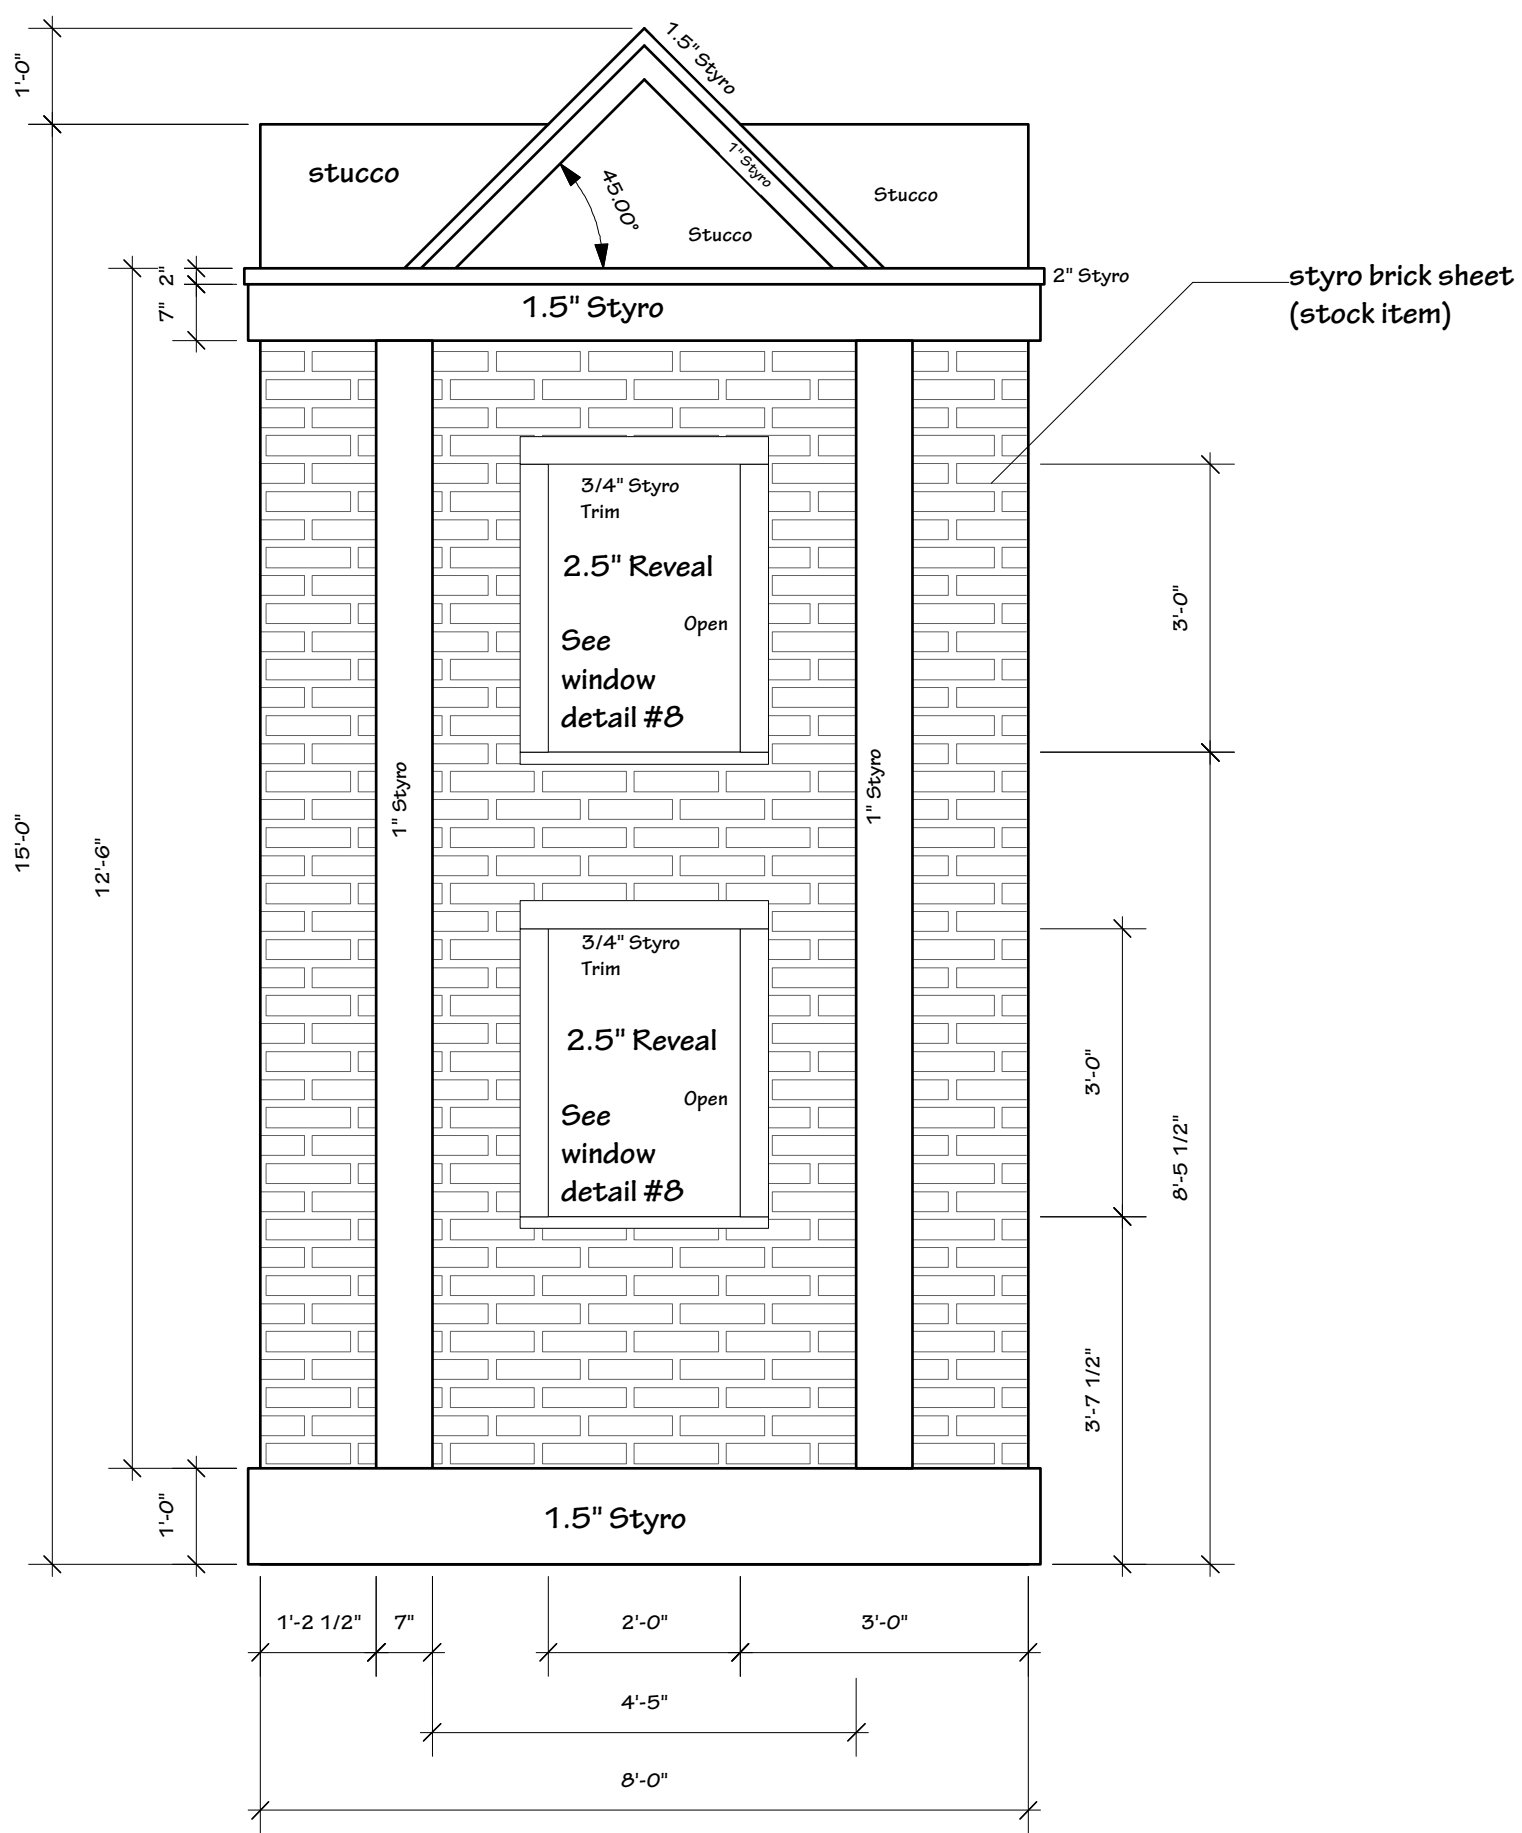 1.5" Styro
1'-0"
stucco
1" Styro
45.00°
Stucco
Stucco
2"
2" Styro
styro brick sheet
(stock item)
7"
1.5" Styro
3/4" Styro
Trim
2.5" Reveal
Open
See
window
detail #8
3'-0"
1" Styro
1" Styro
15'-0"
12'-6"
3/4" Styro
Trim
2.5" Reveal
Open
See
window
detail #8
3'-0"
8'-5 1/2"
3'-7 1/2"
1'-0"
1.5" Styro
1'-2 1/2"
7"
2'-0"
3'-0"
4'-5"
8'-0"